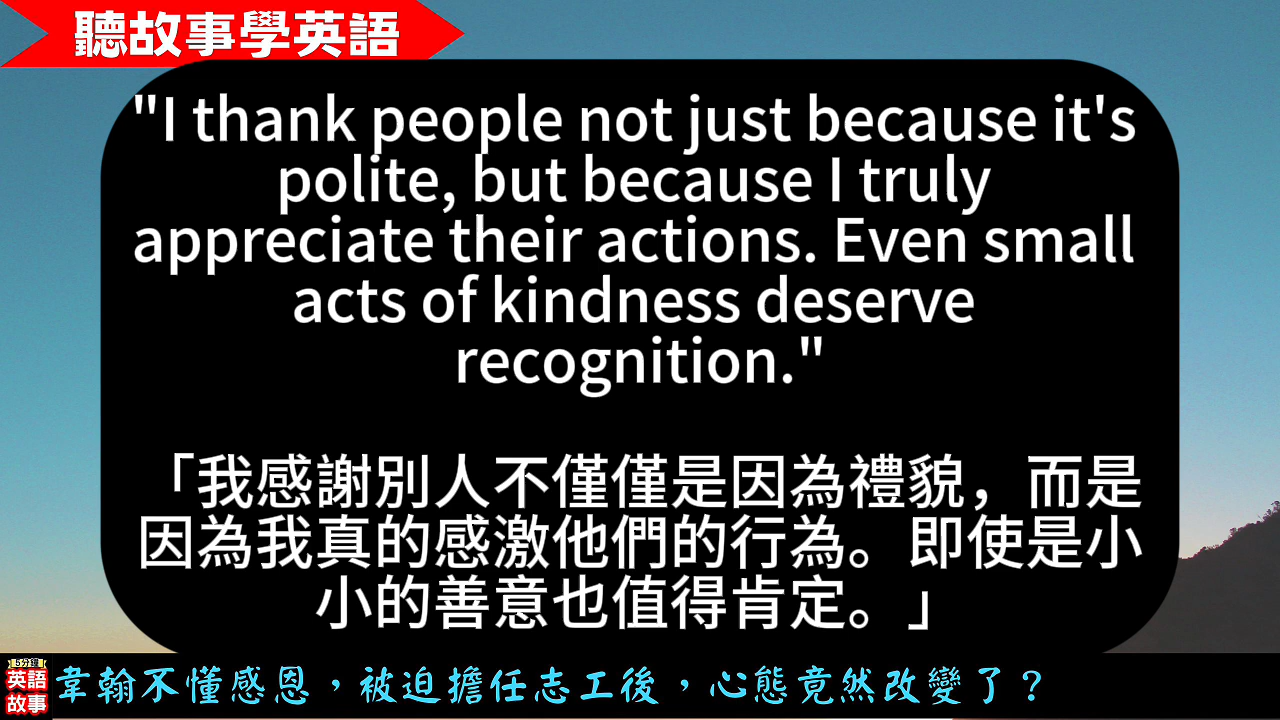 聽故事學英語
"I thank people not just because it's
polite, but because I truly
appreciate their actions. Even small
acts of kindness deserve
recognition."
「我感謝別人不僅僅是因為禮貌，而是
因為我真的感激他們的行為。即使是小
小的善意也值得肯定。」
5分鐘
英語
故事
韋翰不懂感恩，被迫擔任志工後，心態竟然改變了？